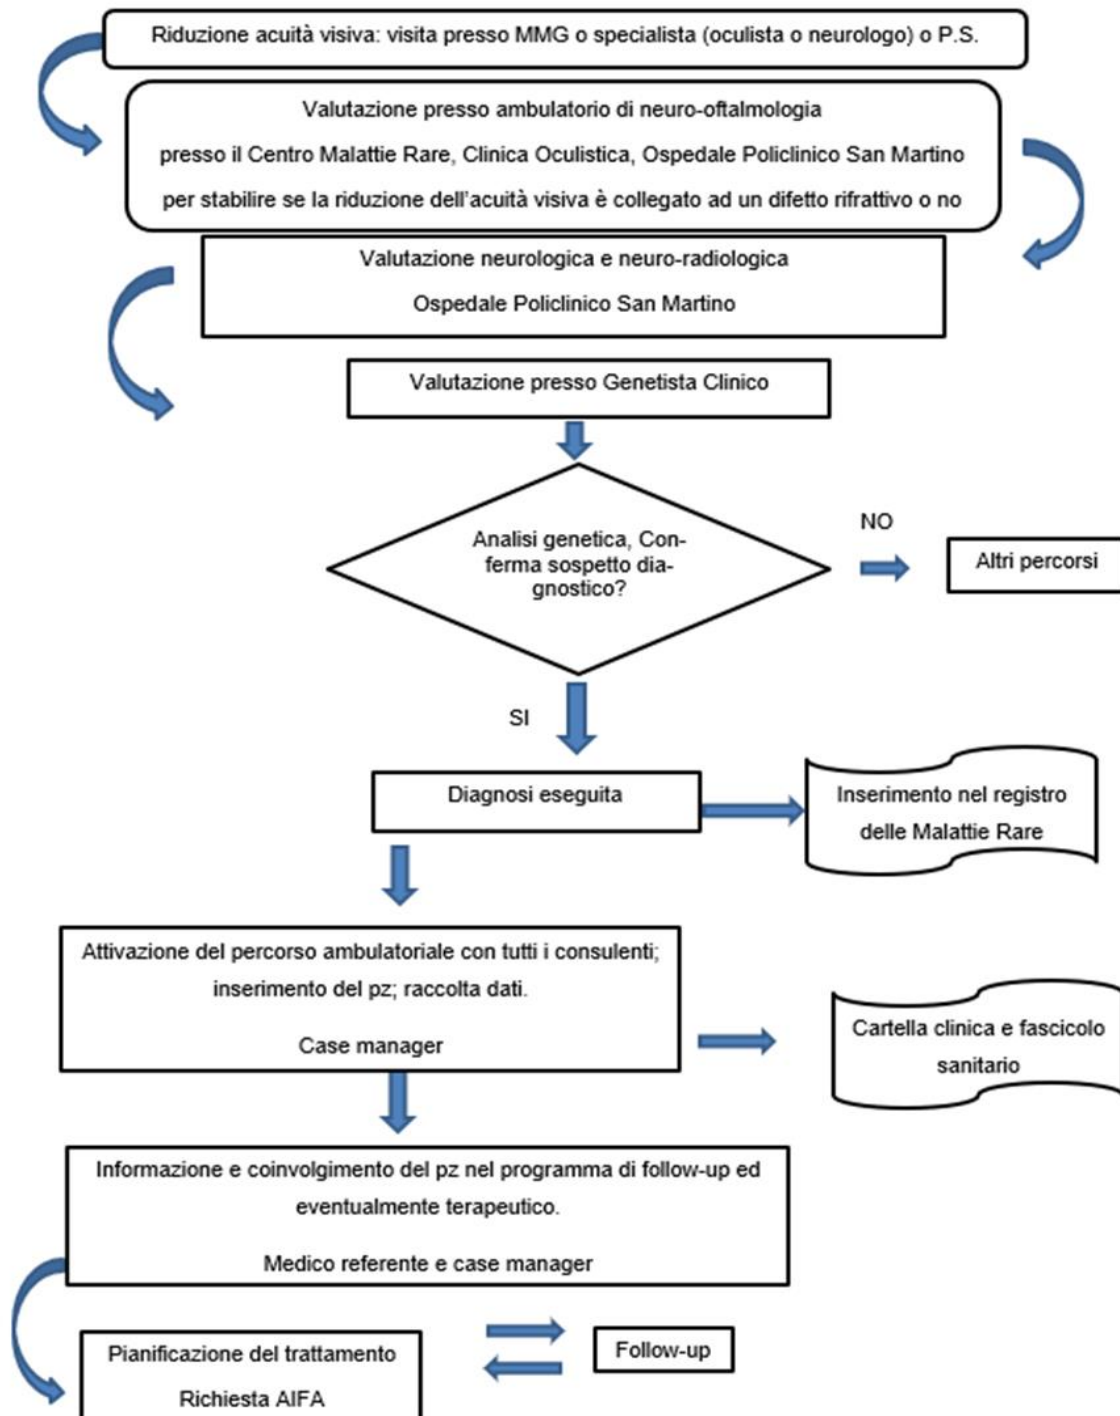 Riduzione acuità visiva: visita presso MMG o specialista (oculista o neurologo) o P.S.
Valutazione presso ambulatorio di neuro-oftalmologia
presso il Centro Malattie Rare, Clinica Oculistica, Ospedale Policlinico San Martino
per stabilire se la riduzione dell'acuità visiva è collegato ad un difetto rifrattivo o no
Valutazione neurologica e neuro-radiologica
Ospedale Policlinico San Martino
Valutazione presso Genetista Clinico
Analisi genetica, Con-
ferma sospetto dia-
gnostico?
NO
Altri percorsi
SI
Diagnosi eseguita
Inserimento nel registro
delle Malattie Rare
Attivazione del percorso ambulatoriale con tutti i consulenti;
inserimento del pz; raccolta dati.
Case manager
Cartella clinica e fascicolo
sanitario
Informazione e coinvolgimento del pz nel programma di follow-up ed
eventualmente terapeutico.
Medico referente e case manager
Pianificazione del trattamento
Richiesta AIFA
Follow-up